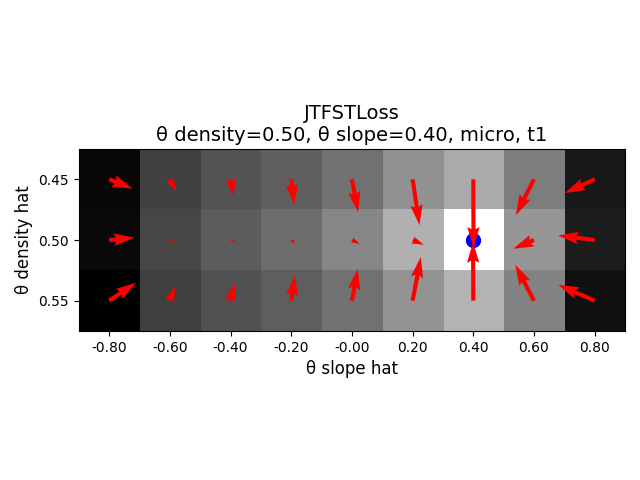 JTFSTLoss
θ density=0.50, θ slope=0.40, micro, t1
θ density hat
0.45
0.50
0.55
-0.80 -0.60 -0.40 -0.20 -0.00 0.20 0.40 0.60 0.80
θ slope hat